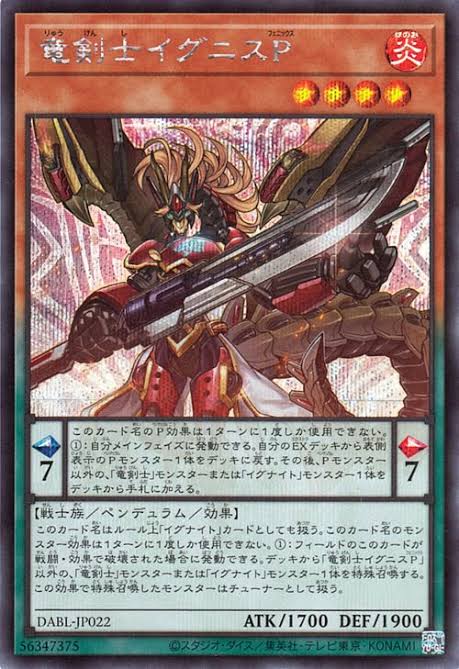 竜剣士イグニスP
りゅう けん し フェニックス
炎
ほのお
このカード名のP効果は1ターンに1度しか使用できない。
①:自分メインフェイズに発動できる。自分のEXデッキから表側
表示のPモンスター1体をデッキに戻す。その後、Pモンスター
以外の、「竜剣士」モンスターまたは「イグナイト」モンスター1体を
デッキから手札に加える。
7
7
【戦士族/ペンデュラム/効果】
このカード名はルール上「イグナイト」カードとしても扱う。このカード名のモン
スター効果は1ターンに1度しか使用できない。①:フィールドのこのカードが
戦闘・効果で破壊された場合に発動できる。デッキから「竜剣士イグニスP」
以外の、「竜剣士」モンスターまたは「イグナイト」モンスター1体を特殊召喚する。
この効果で特殊召喚したモンスターはチューナーとして扱う。
DABL-JP022 ATK/1700 DEF/1900
56347375 ©スタジオ・ダイス/集英社・テレビ東京・KONAMI